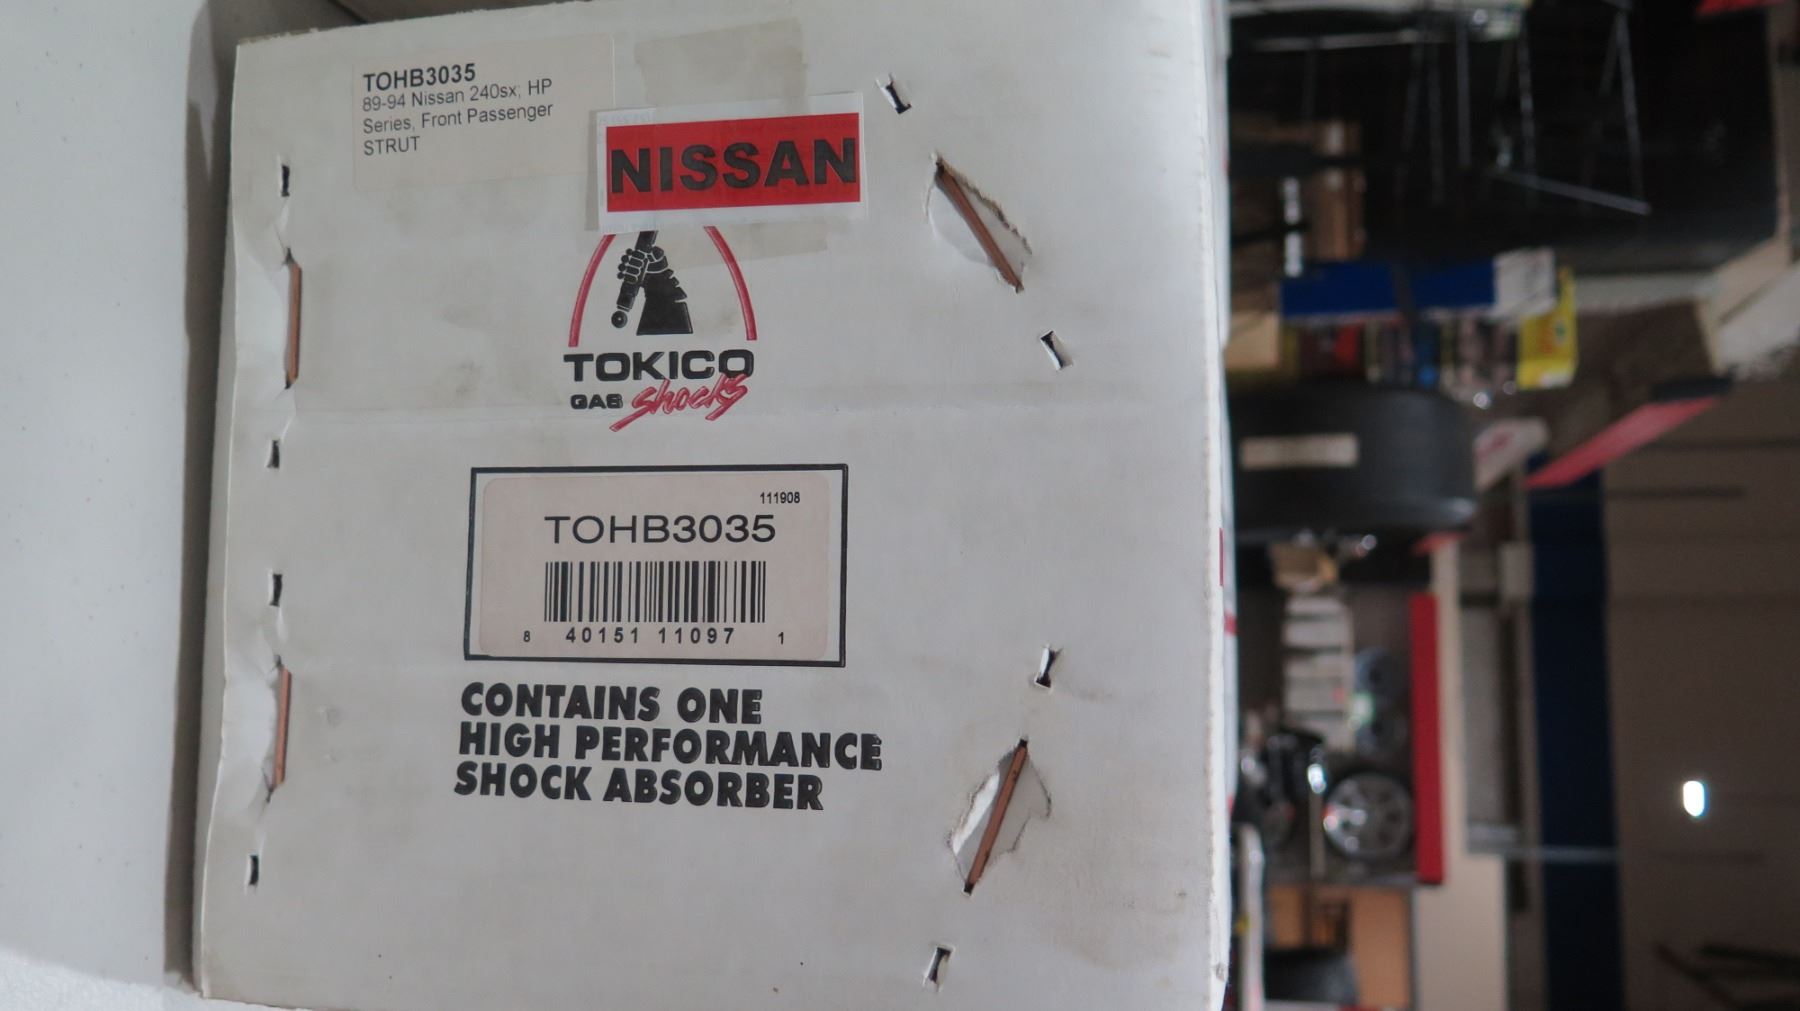 TOHB3035
89-94 Nissan 240sx; HP
Series, Front Passenger
STRUT
NISSAN
TOKICO
GAS shocks
111908
TOHB3035
8 40151 11097 1
CONTAINS ONE
HIGH PERFORMANCE
SHOCK ABSORBER